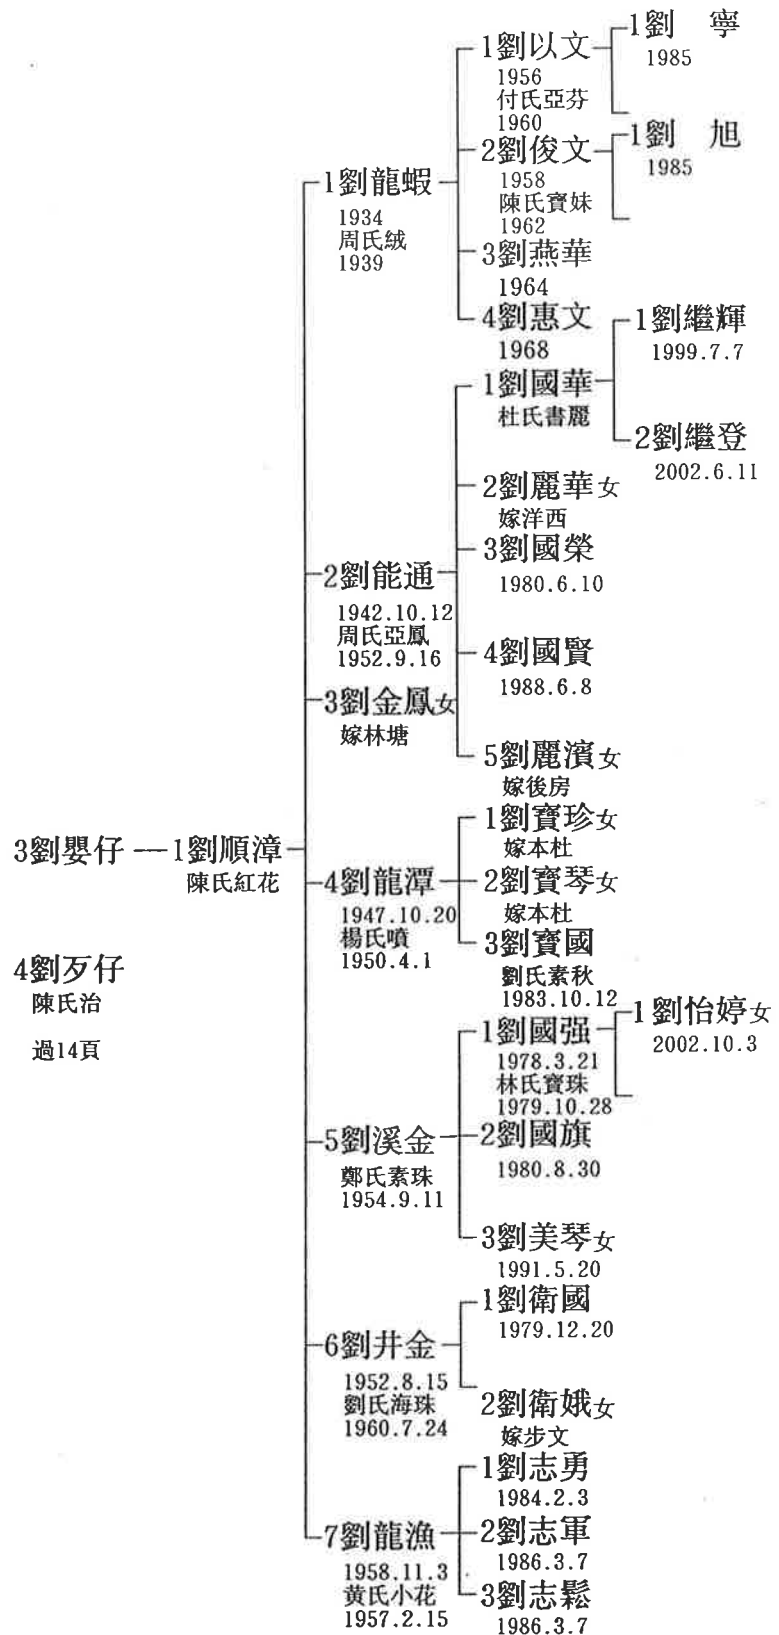 3劉嬰仔
1劉順漳
陳氏紅花
4劉歹仔
陳氏治
過14頁
1劉龍蝦
1934
周氏絨
1939
1劉以文
1956
付氏亞芬
1960
1劉　寧
1985
2劉俊文
1958
陳氏寶妹
1962
1劉　旭
1985
3劉燕華
1964
4劉惠文
1968
2劉能通
1942.10.12
周氏亞鳳
1952.9.16
1劉國華
杜氏書麗
1劉繼輝
1999.7.7
2劉繼登
2002.6.11
2劉麗華女
嫁洋西
3劉國榮
1980.6.10
4劉國賢
1988.6.8
5劉麗濱女
嫁後房
3劉金鳳女
嫁林塘
4劉龍潭
1947.10.20
楊氏噴
1950.4.1
1劉寶珍女
嫁本杜
2劉寶琴女
嫁本杜
3劉寶國
劉氏素秋
1983.10.12
5劉溪金
鄭氏素珠
1954.9.11
1劉國强
1978.3.21
林氏寶珠
1979.10.28
1劉怡婷女
2002.10.3
2劉國旗
1980.8.30
3劉美琴女
1991.5.20
6劉井金
1952.8.15
劉氏海珠
1960.7.24
1劉衛國
1979.12.20
2劉衛娥女
嫁步文
7劉龍漁
1958.11.3
黃氏小花
1957.2.15
1劉志勇
1984.2.3
2劉志軍
1986.3.7
3劉志鬆
1986.3.7